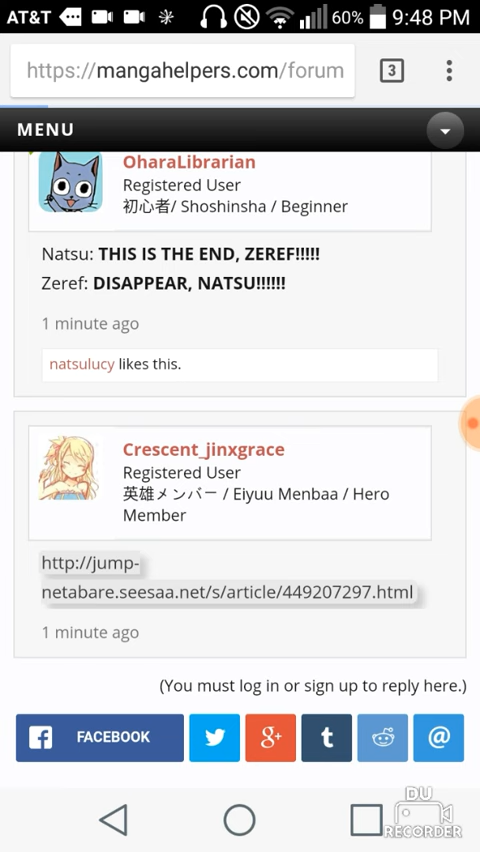 AT&T 60% 9:48 PM
https://mangahelpers.com/forum 3
MENU
OharaLibrarian
Registered User
初心者/ Shoshinsha / Beginner
Natsu: THIS IS THE END, ZEREF!!!!!
Zeref: DISAPPEAR, NATSU!!!!!!
1 minute ago
natsulucy likes this.
Crescent_jinxgrace
Registered User
英雄メンバー / Eiyuu Menbaa / Hero
Member
http://jump-
netabare.seesaa.net/s/article/449207297.html
1 minute ago
(You must log in or sign up to reply here.)
FACEBOOK
DU
RECORDER